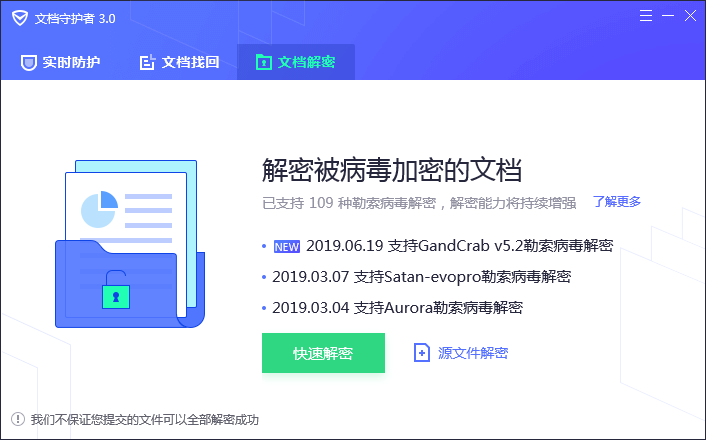 文档守护者 3.0
实时防护 文档找回 文档解密
解密被病毒加密的文档
已支持 109 种勒索病毒解密，解密能力将持续增强 了解更多
NEW 2019.06.19 支持GandCrab v5.2勒索病毒解密
2019.03.07 支持Satan-evopro勒索病毒解密
2019.03.04 支持Aurora勒索病毒解密
快速解密 源文件解密
我们不保证您提交的文件可以全部解密成功